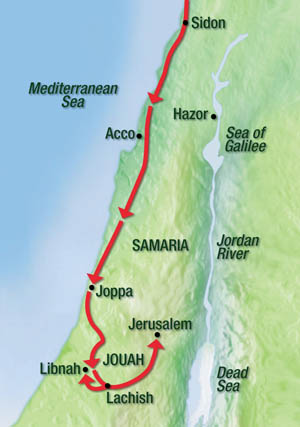 Sidon
Mediterranean
Sea
Hazor
Acco
Sea of
Galilee
SAMARIA
Jordan
River
Joppa
Jerusalem
JOUAH
Libnah
Lachish
Dead
Sea